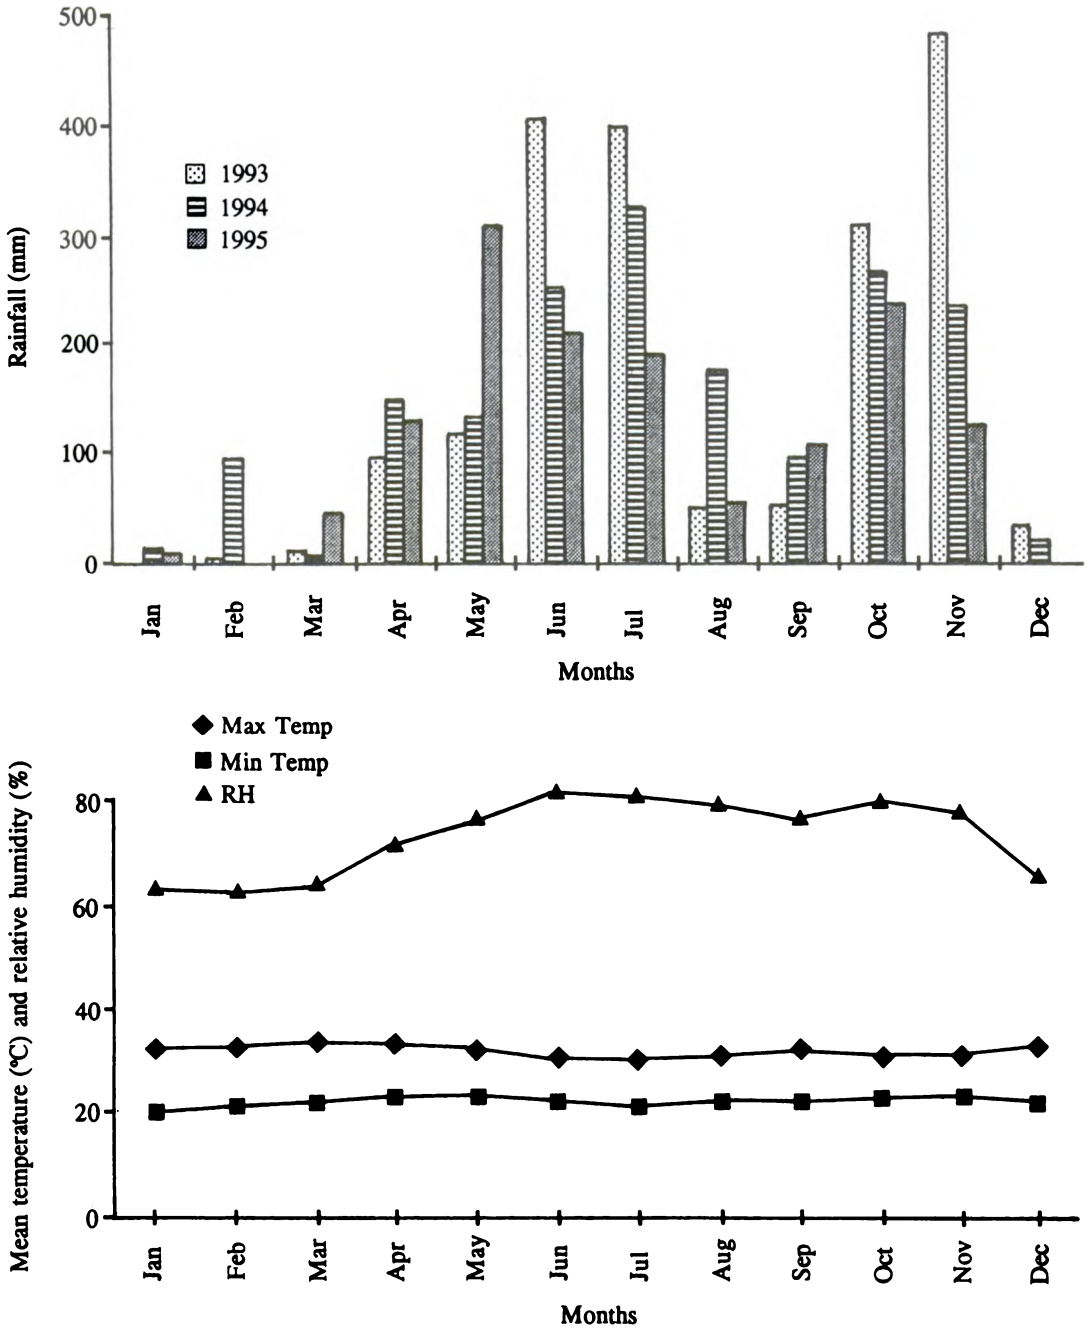 500
400
300
200
100
0
Rainfall (mm)
1993
1994
1995
Jan Feb Mar Apr May Jun Jul Aug Sep Oct Nov Dec
Months
Max Temp
Min Temp
RH
80
60
40
20
0
Mean temperature (°C) and relative humidity (%)
Jan Feb Mar Apr May Jun Jul Aug Sep Oct Nov Dec
Months